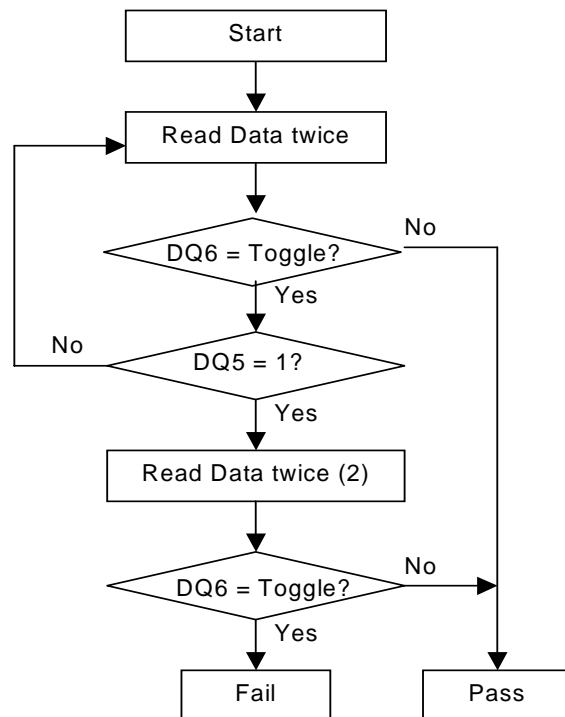 Start
Read Data twice
DQ6 = Toggle?
No
Yes
No
DQ5 = 1?
Yes
Read Data twice (2)
DQ6 = Toggle?
No
Yes
Fail
Pass